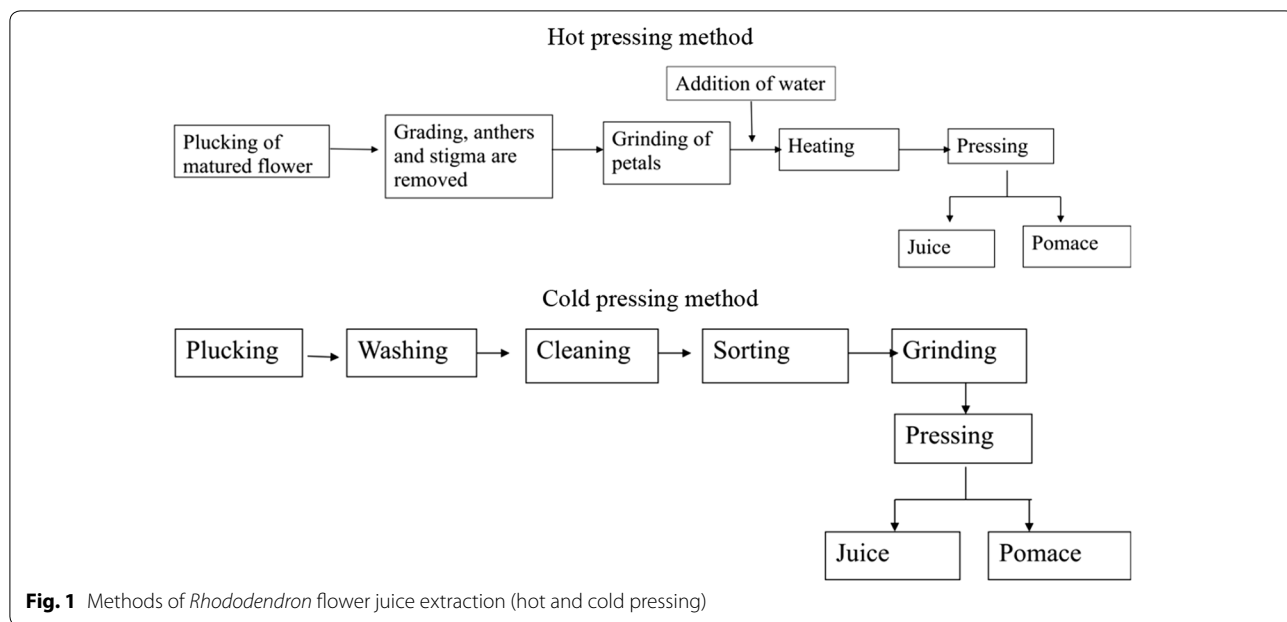 Hot pressing method
Addition of water
Plucking of
matured flower
Grading, anthers
and stigma are
removed
Grinding of
petals
Heating
Pressing
Juice
Pomace
Cold pressing method
Plucking
Washing
Cleaning
Sorting
Grinding
Pressing
Juice
Pomace
Fig. 1 Methods of Rhododendron flower juice extraction (hot and cold pressing)